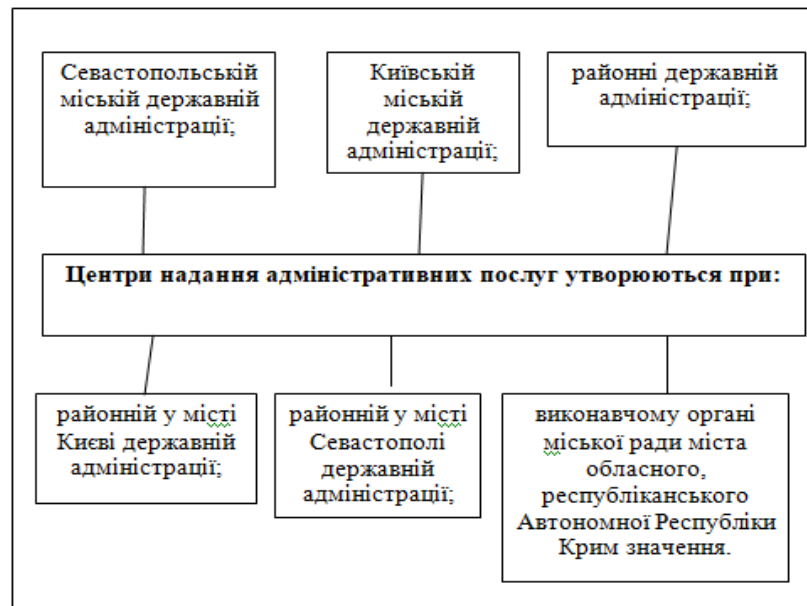 Севастопольській
міській державній
адміністрації;
Київській
міській
державній
адміністрації;
районні державній
адміністрації;
Центри надання адміністративних послуг утворюються при:
районній у місті
Києві державній
адміністрації;
районній у місті
Севастополі
державній
адміністрації;
виконавчому органі
міської ради міста
обласного,
республіканського
Автономної Республіки
Крим значення.